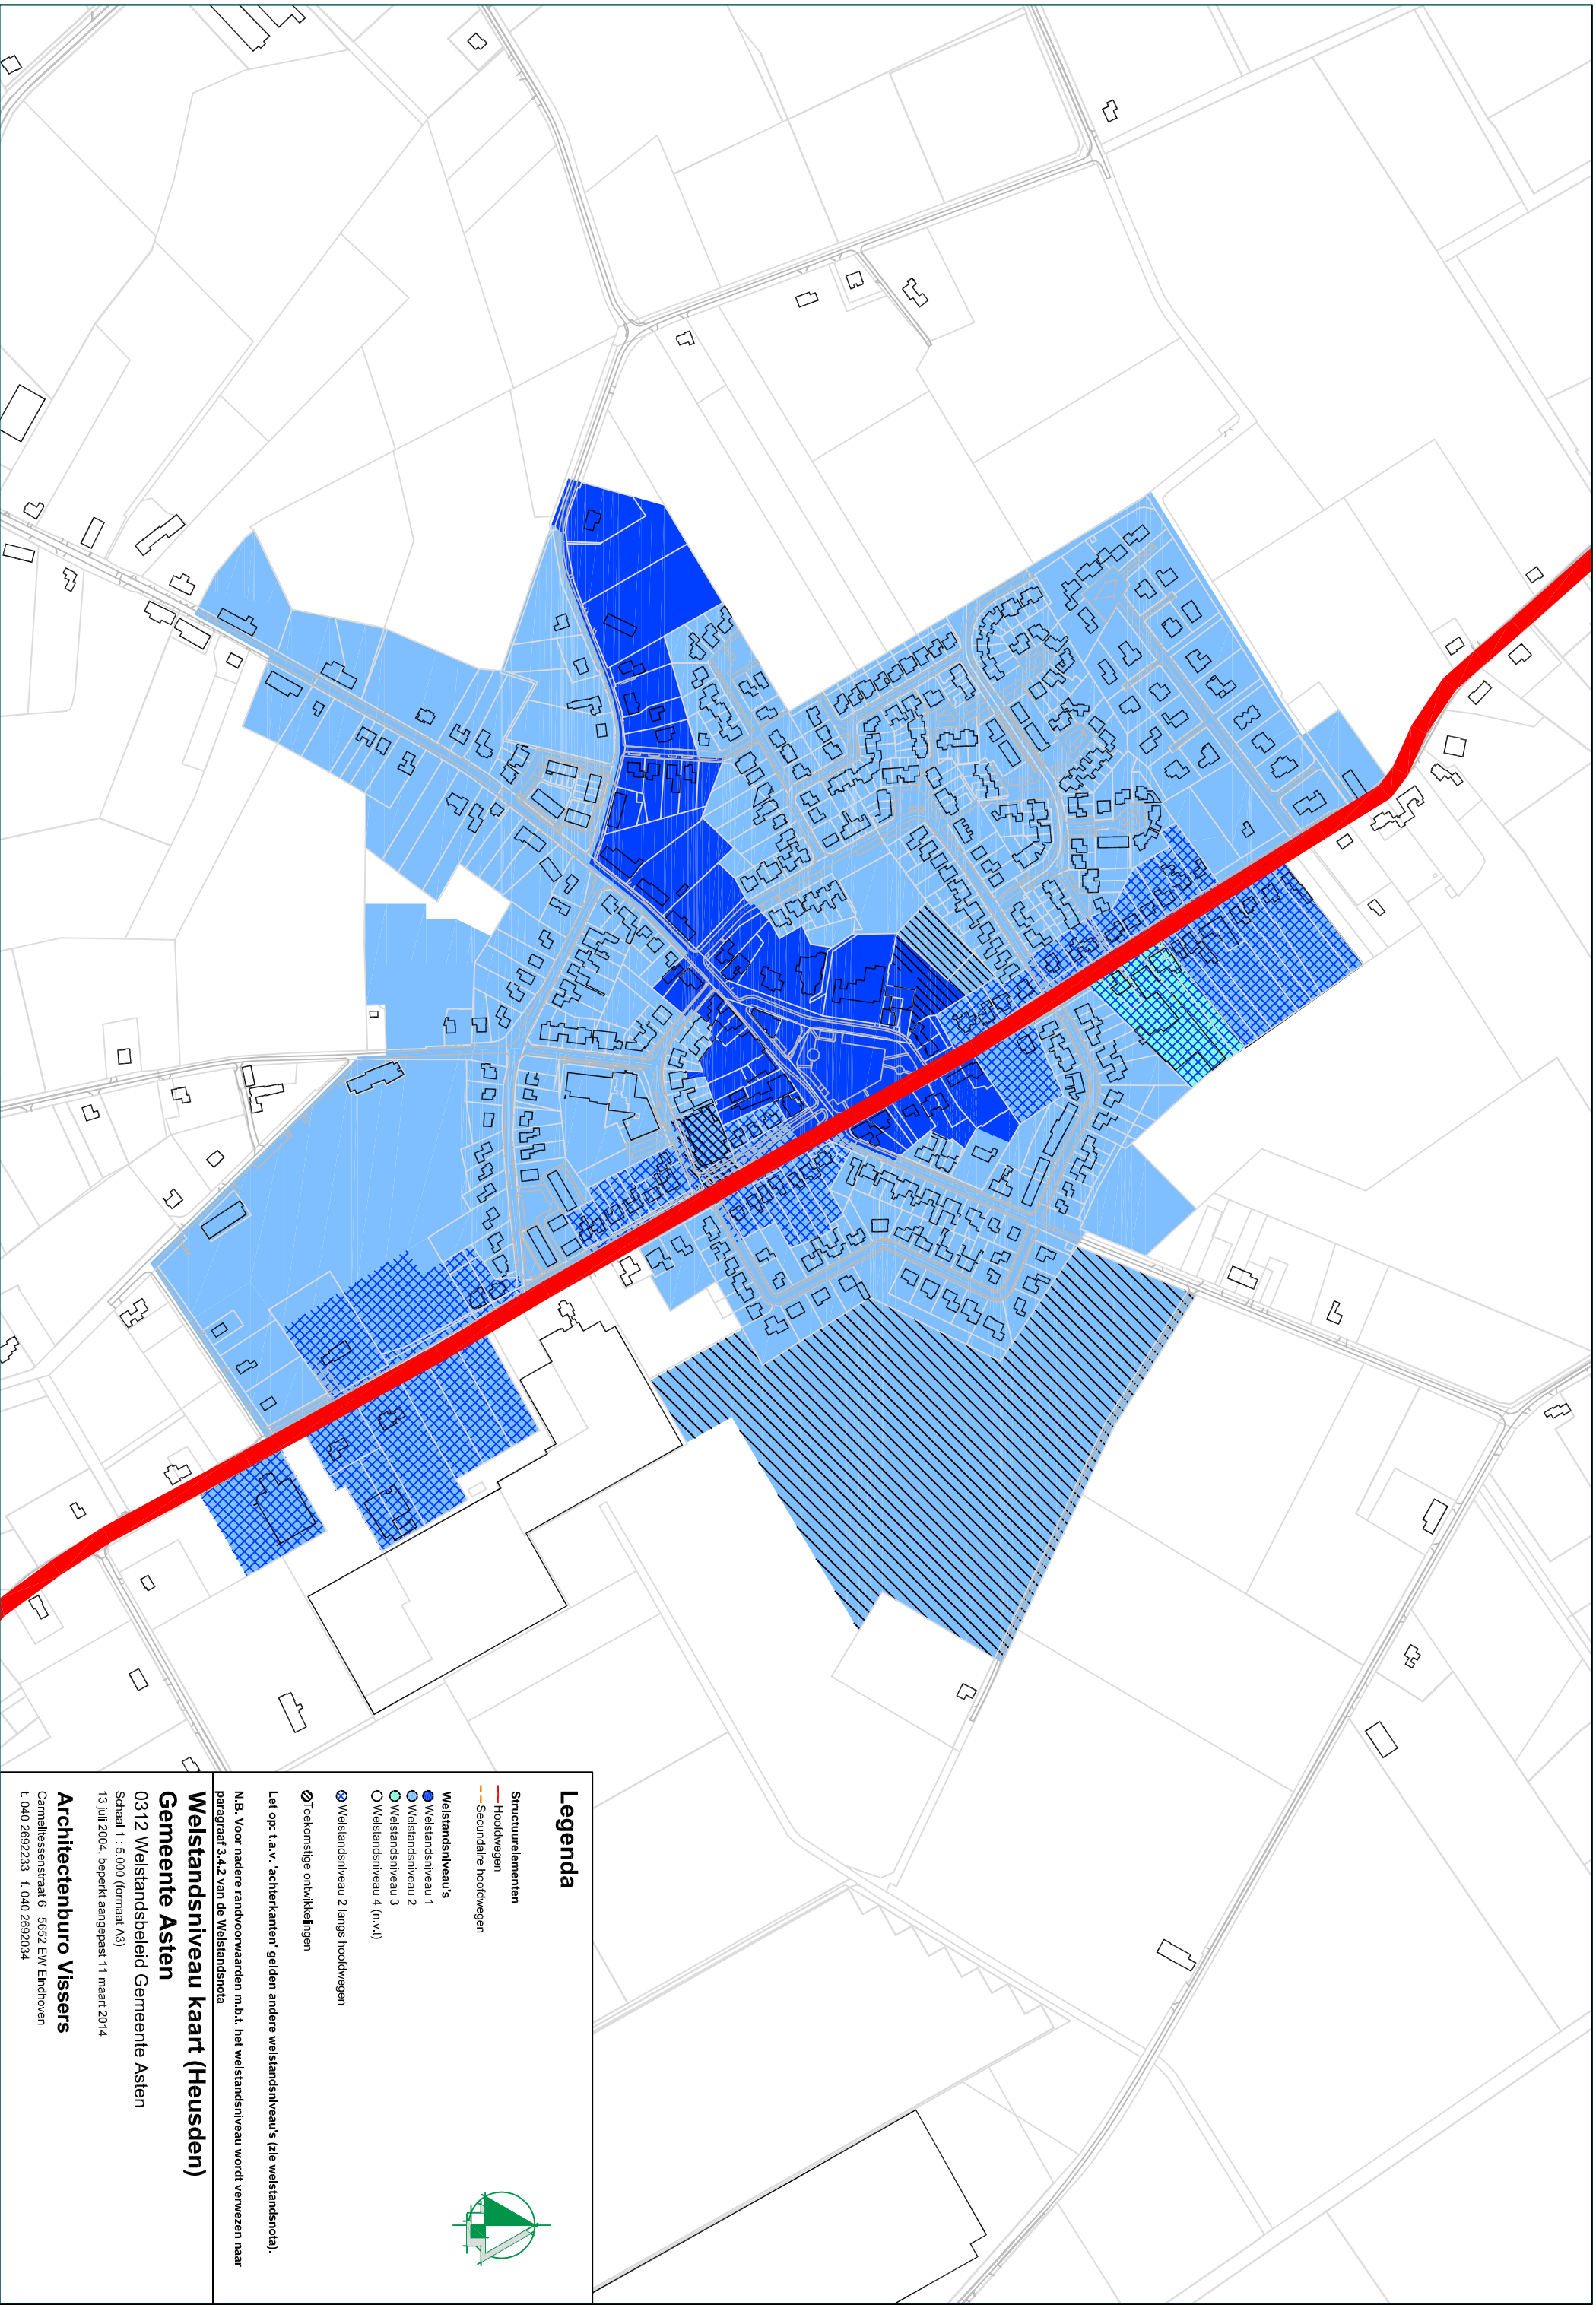 Legenda
Structuurelementen
Hoofdwegen
Secundaire hoofdwegen
Welstandsniveau's
Welstandsniveau 1
Welstandsniveau 2
Welstandsniveau 3
Welstandsniveau 4 (n.v.t)
Welstandsniveau 2 langs hoofdwegen
Toekomstige ontwikkelingen
Let op: t.a.v. 'achterkanten' gelden andere welstandsniveau's (zie welstandsnota).
N.B. Voor nadere randvoorwaarden m.b.t. het welstandsniveau wordt verwezen naar
paragraaf 3.4.2 van de Welstandsnota
Welstandsniveau kaart (Heusden)
Gemeente Asten
0312 Welstandsbeleid Gemeente Asten
Schaal 1 : 5.000 (formaat A3)
13 juli 2004, beperkt aangepast 11 maart 2014
Architectenburo Vissers
Carmelitessenstraat 6 5652 EW Eindhoven
t. 040 2692233 f. 040 2692034